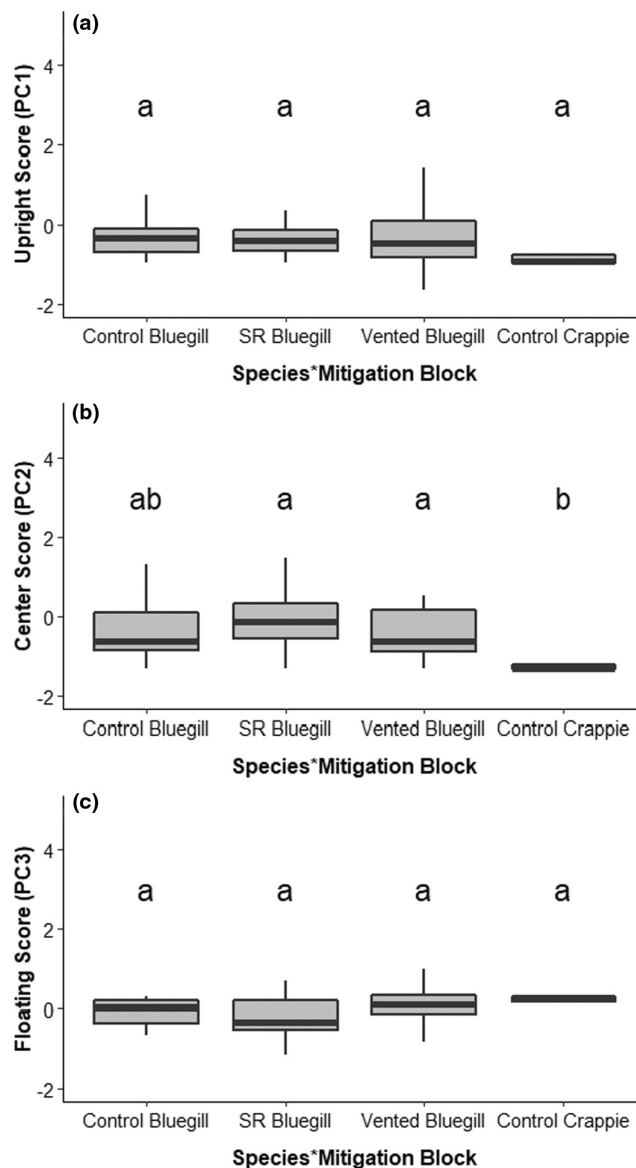 (a)
Upright Score (PC1)
4
2
0
-2
a a a a
Control Bluegill SR Bluegill Vented Bluegill Control Crappie
Species*Mitigation Block
(b)
Center Score (PC2)
4
2
0
-2
ab a a b
Control Bluegill SR Bluegill Vented Bluegill Control Crappie
Species*Mitigation Block
(c)
Floating Score (PC3)
4
2
0
-2
a a a a
Control Bluegill SR Bluegill Vented Bluegill Control Crappie
Species*Mitigation Block